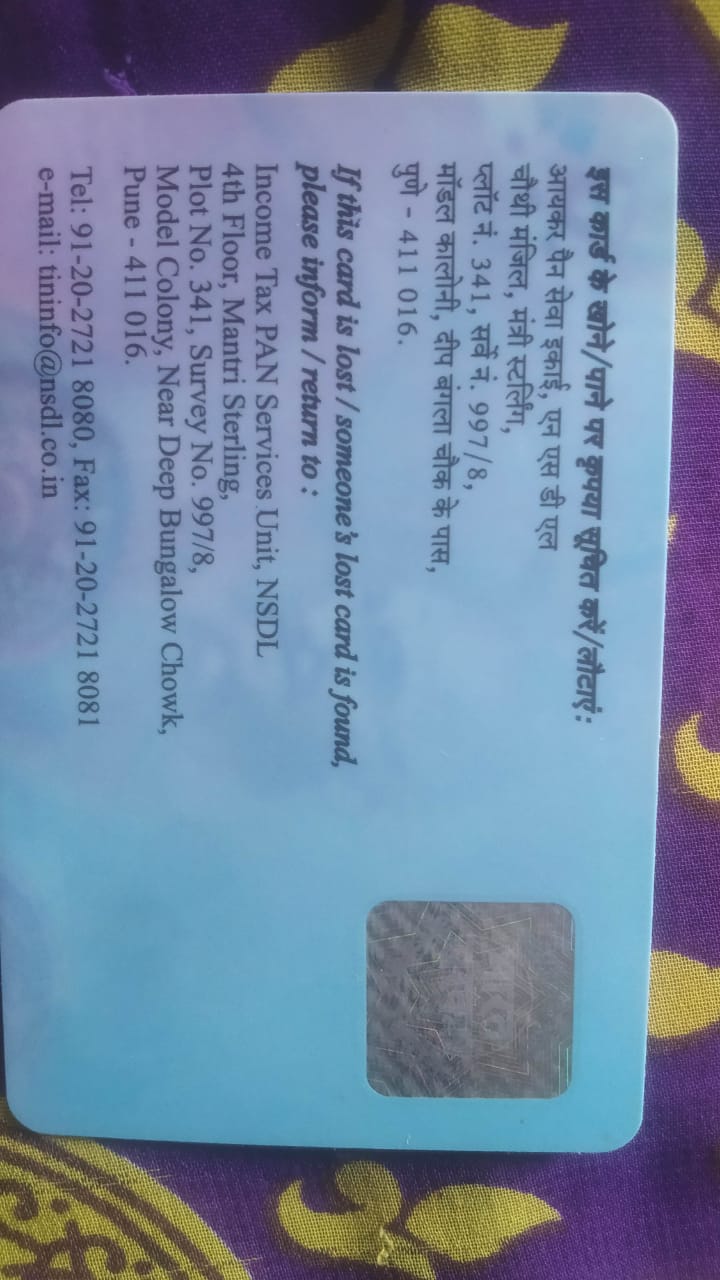 इस कार्ड के खोने/पाने पर कृपया सूचित करें/लौटाएं :
आयकर पैन सेवा इकाई, एन एस डी एल
चौथी मंजिल, मंत्री स्टर्लिंग,
प्लॉट नं. 341, सर्वे नं. 997/8,
मॉडल कालोनी, दीप बंगला चौक के पास,
पुणे - 411 016.
If this card is lost / someone's lost card is found,
please inform / return to :
Income Tax PAN Services Unit, NSDL
4th Floor, Mantri Sterling,
Plot No. 341, Survey No. 997/8,
Model Colony, Near Deep Bungalow Chowk,
Pune - 411 016.
Tel: 91-20-2721 8080, Fax: 91-20-2721 8081
e-mail: tininfo@nsdl.co.in